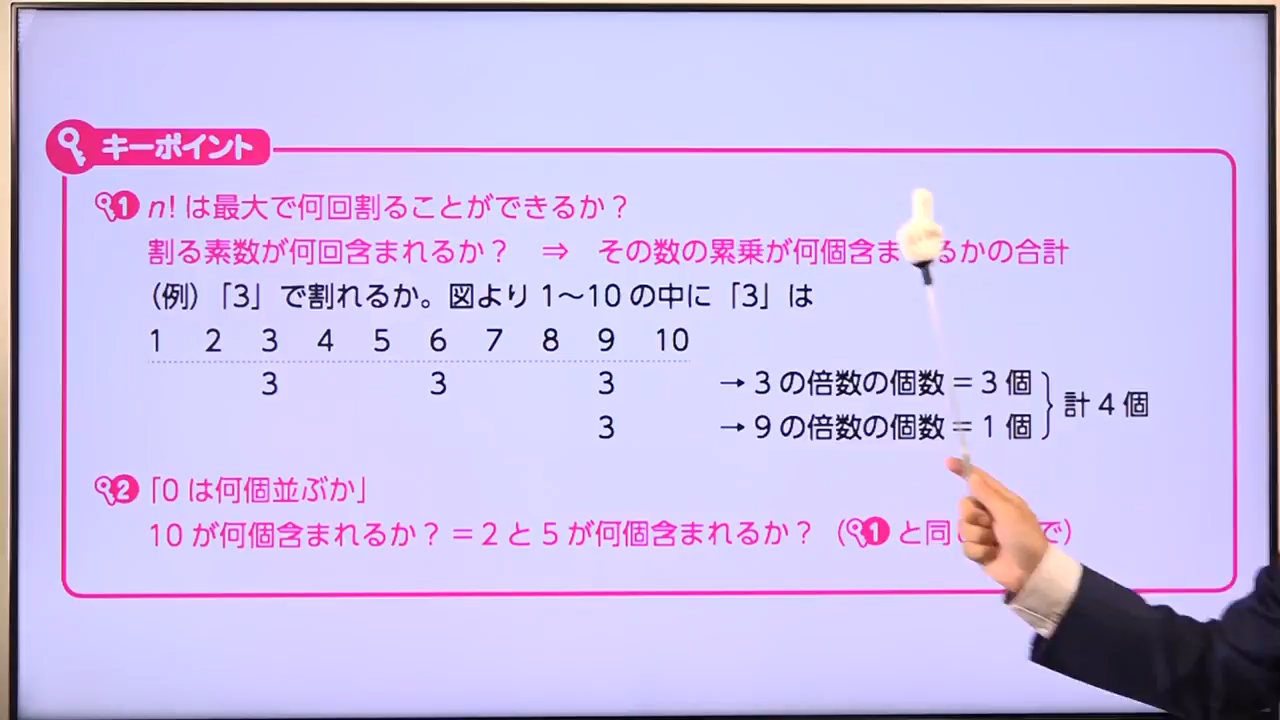 キーポイント
1 n! は最大で何回割ることができるか?
割る素数が何回含まれるか? ⇒ その数の累乗が何個含ま るかの合計
(例)「3」で割れるか。図より 1〜10 の中に「3」は
1 2 3 4 5 6 7 8 9 10
3 3 3 → 3 の倍数の個数 = 3 個
3 → 9 の倍数の個数 = 1 個
計 4 個
2 「0 は何個並ぶか」
10 が何個含まれるか? = 2 と 5 が何個含まれるか? (1 と同 で)